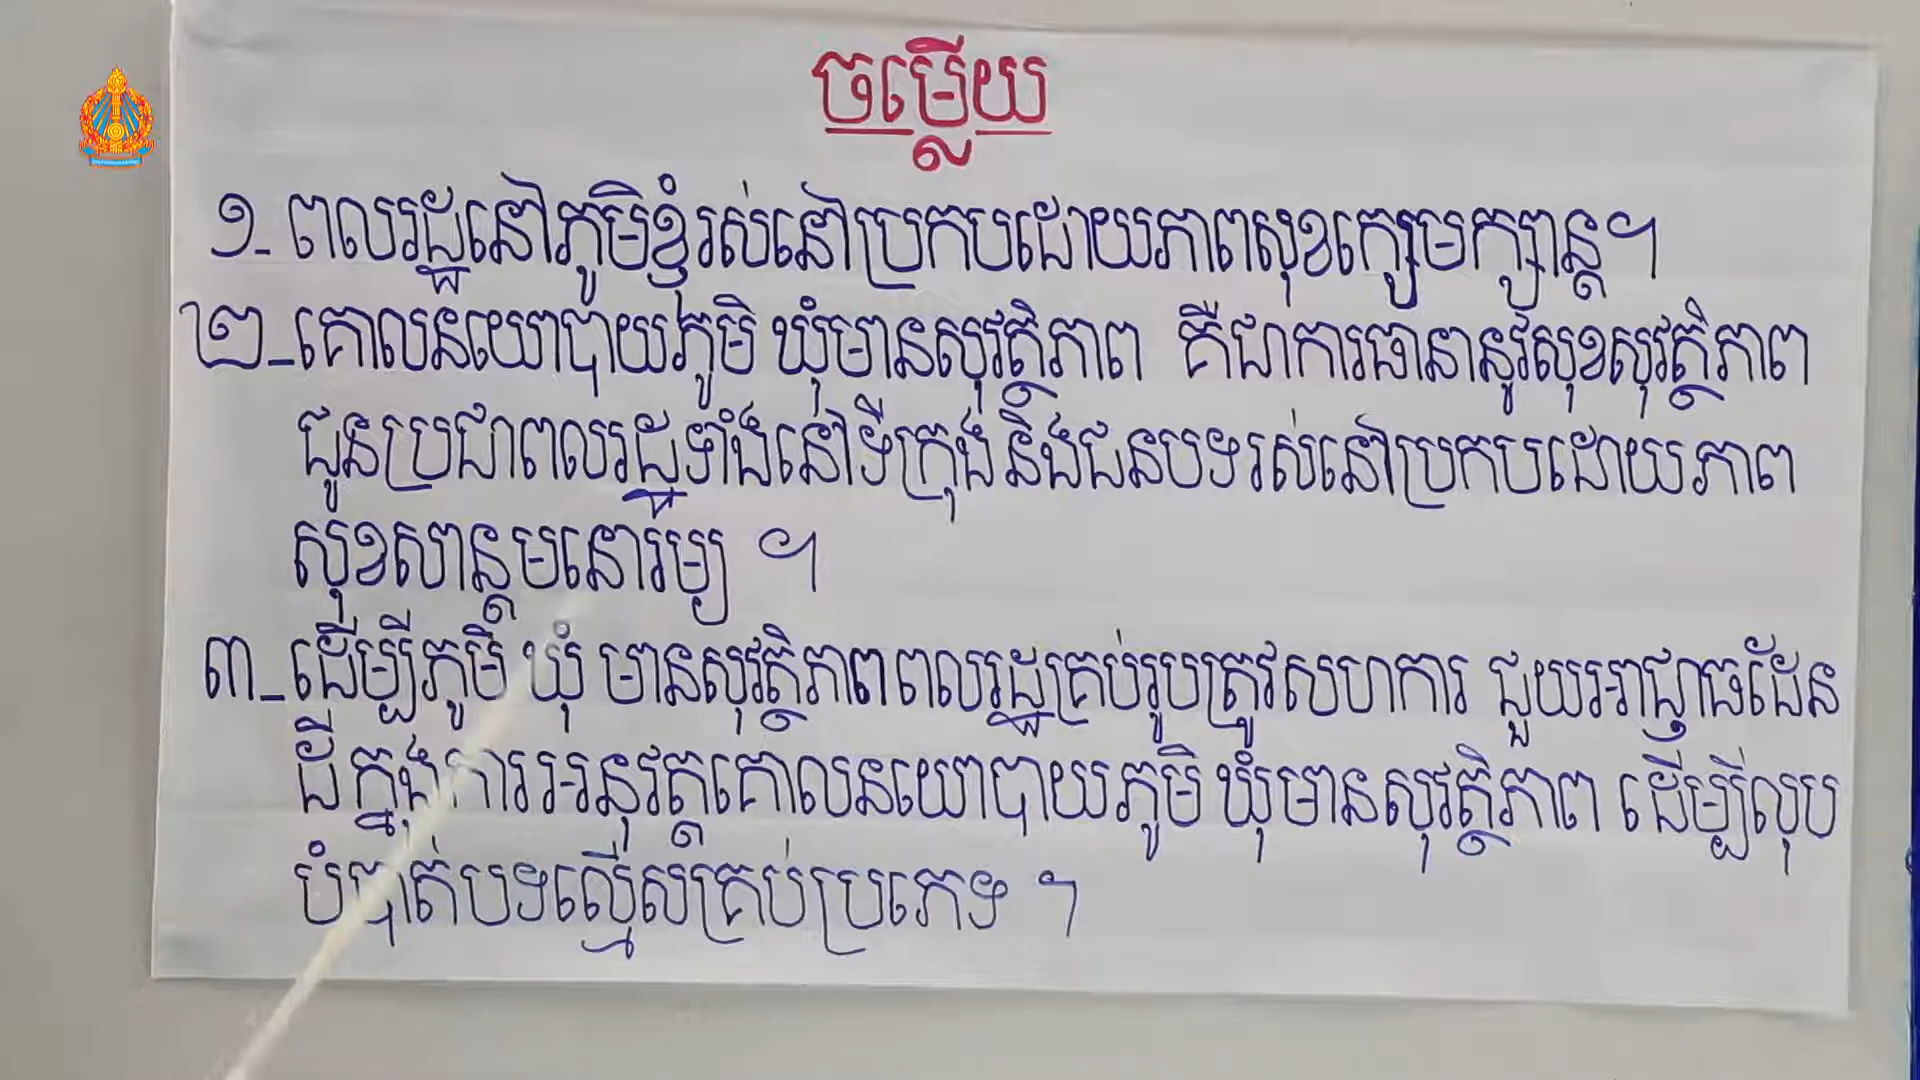 ចម្លើយ
១_ ពលរដ្ឋនៅភូមិខ្ញុំរស់នៅប្រកបដោយភាពសុខក្សេមក្សាន្ត។
២_គោលនយោបាយភូមិ ឃុំមានសុវត្ថិភាព គឺជាការធានានូវសុខសុវត្ថិភាព
ជូនប្រជាពលរដ្ឋទាំងនៅទីក្រុង និងជនបទរស់នៅប្រកបដោយភាព
សុខសាន្តមនោរម្យ ។
៣_ដើម្បីភូមិ ឃុំ មានសុវត្ថិភាពពលរដ្ឋគ្រប់រូបត្រូវសហការ ជួយអាជ្ញាធរដែន
ដីក្នុងការអនុវត្តគោលនយោបាយភូមិ ឃុំមានសុវត្ថិភាព ដើម្បីលុប
បំបាត់បទល្មើសគ្រប់ប្រភេទ ។